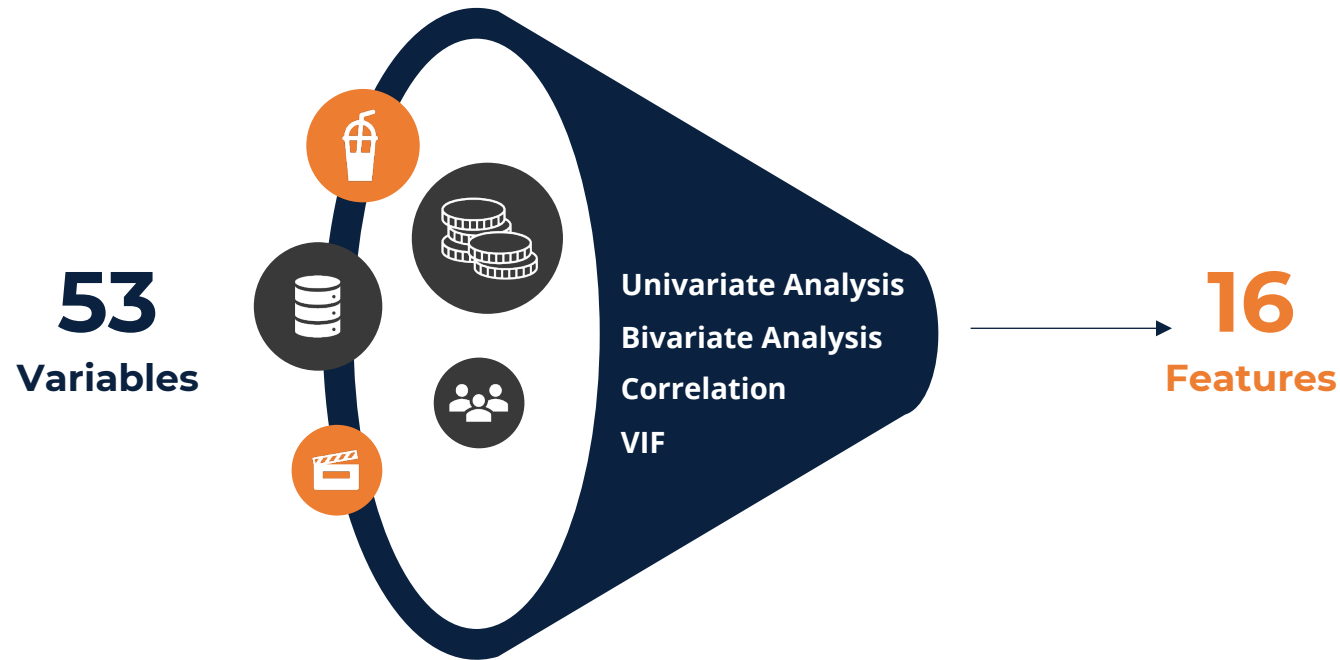 53
Variables
Univariate Analysis
Bivariate Analysis
Correlation
VIF
16
Features